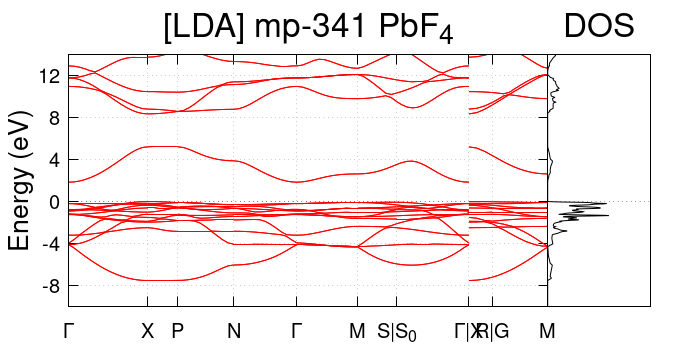 [LDA] mp-341 PbF4 DOS
Energy (eV)
12
8
4
0
-4
-8
Γ X P N Γ M S|S0 Γ|X R|G M